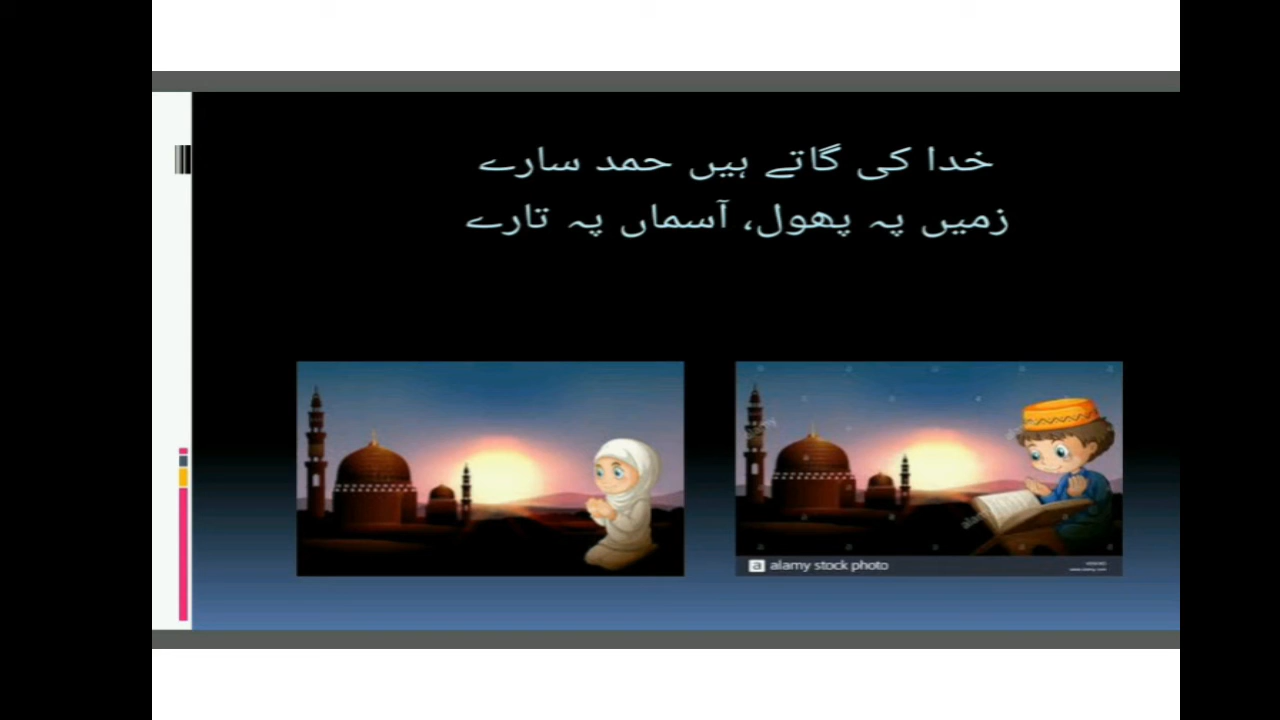 خدا کی گاتے ہیں حمد سارے
زمیں پہ پھول، آسماں پہ تارے
a alamy stock photo